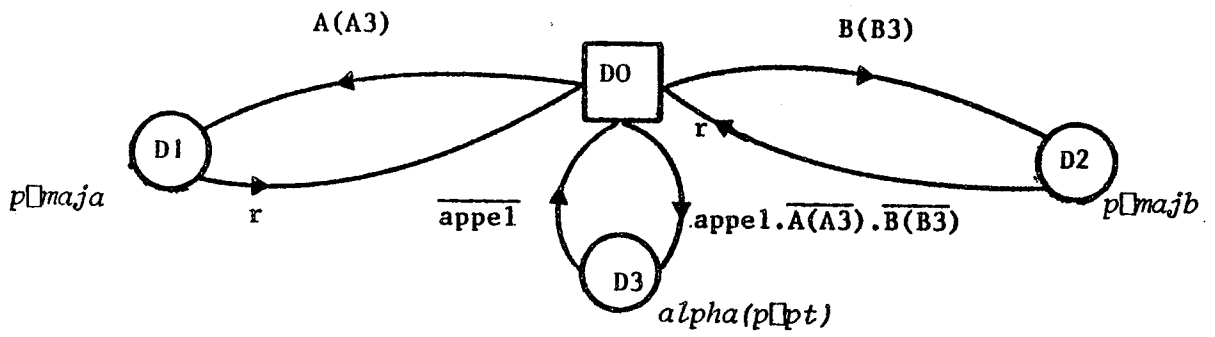 A(A3)
B(B3)
D0
D1
r
D2
p▯maja
r
appel
appel.A(A3).B(B3)
p▯majb
D3
alpha(p▯pt)